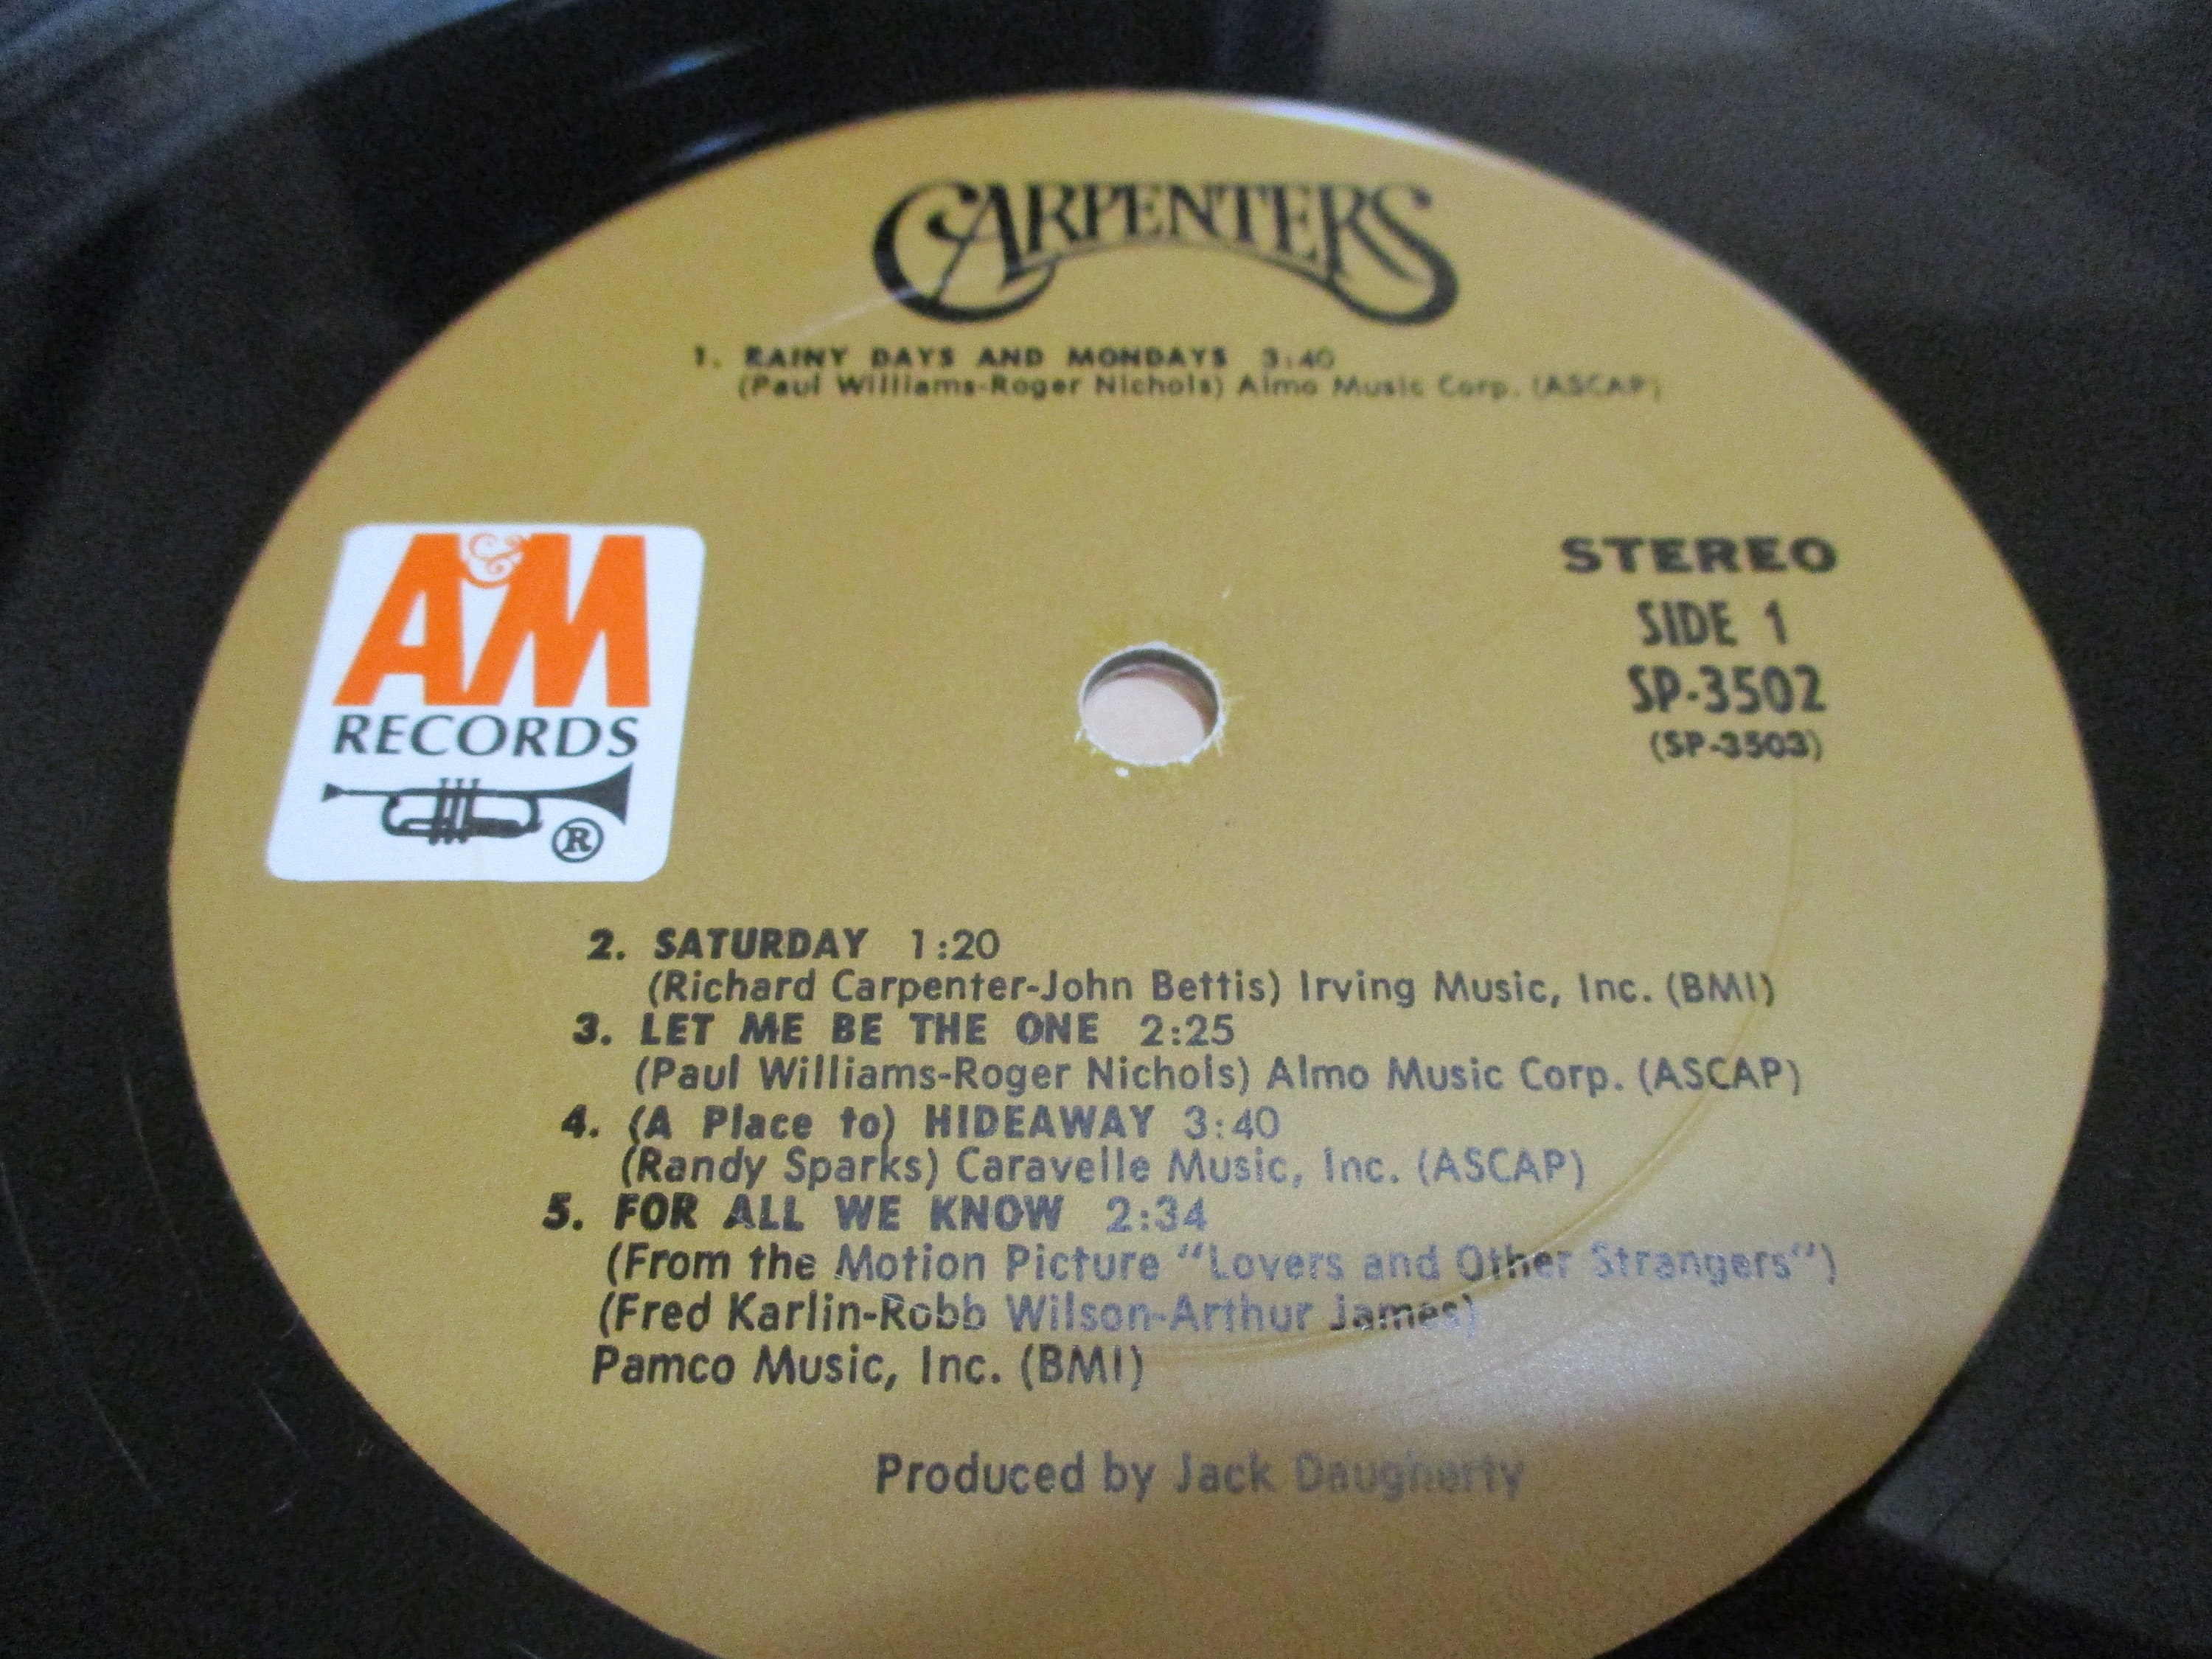 CARPENTERS
1. RAINY DAYS AND MONDAYS 3:40
(Paul Williams-Roger Nichols) Almo Music Corp. (ASCAP)
A&M
RECORDS
®
STEREO
SIDE 1
SP-3502
(SP-3503)
2. SATURDAY 1:20
(Richard Carpenter-John Bettis) Irving Music, Inc. (BMI)
3. LET ME BE THE ONE 2:25
(Paul Williams-Roger Nichols) Almo Music Corp. (ASCAP)
4. (A Place to) HIDEAWAY 3:40
(Randy Sparks) Caravelle Music, Inc. (ASCAP)
5. FOR ALL WE KNOW 2:34
(From the Motion Picture "Lovers and Other Strangers")
(Fred Karlin-Robb Wilson-Arthur James)
Pamco Music, Inc. (BMI)
Produced by Jack Daugherty